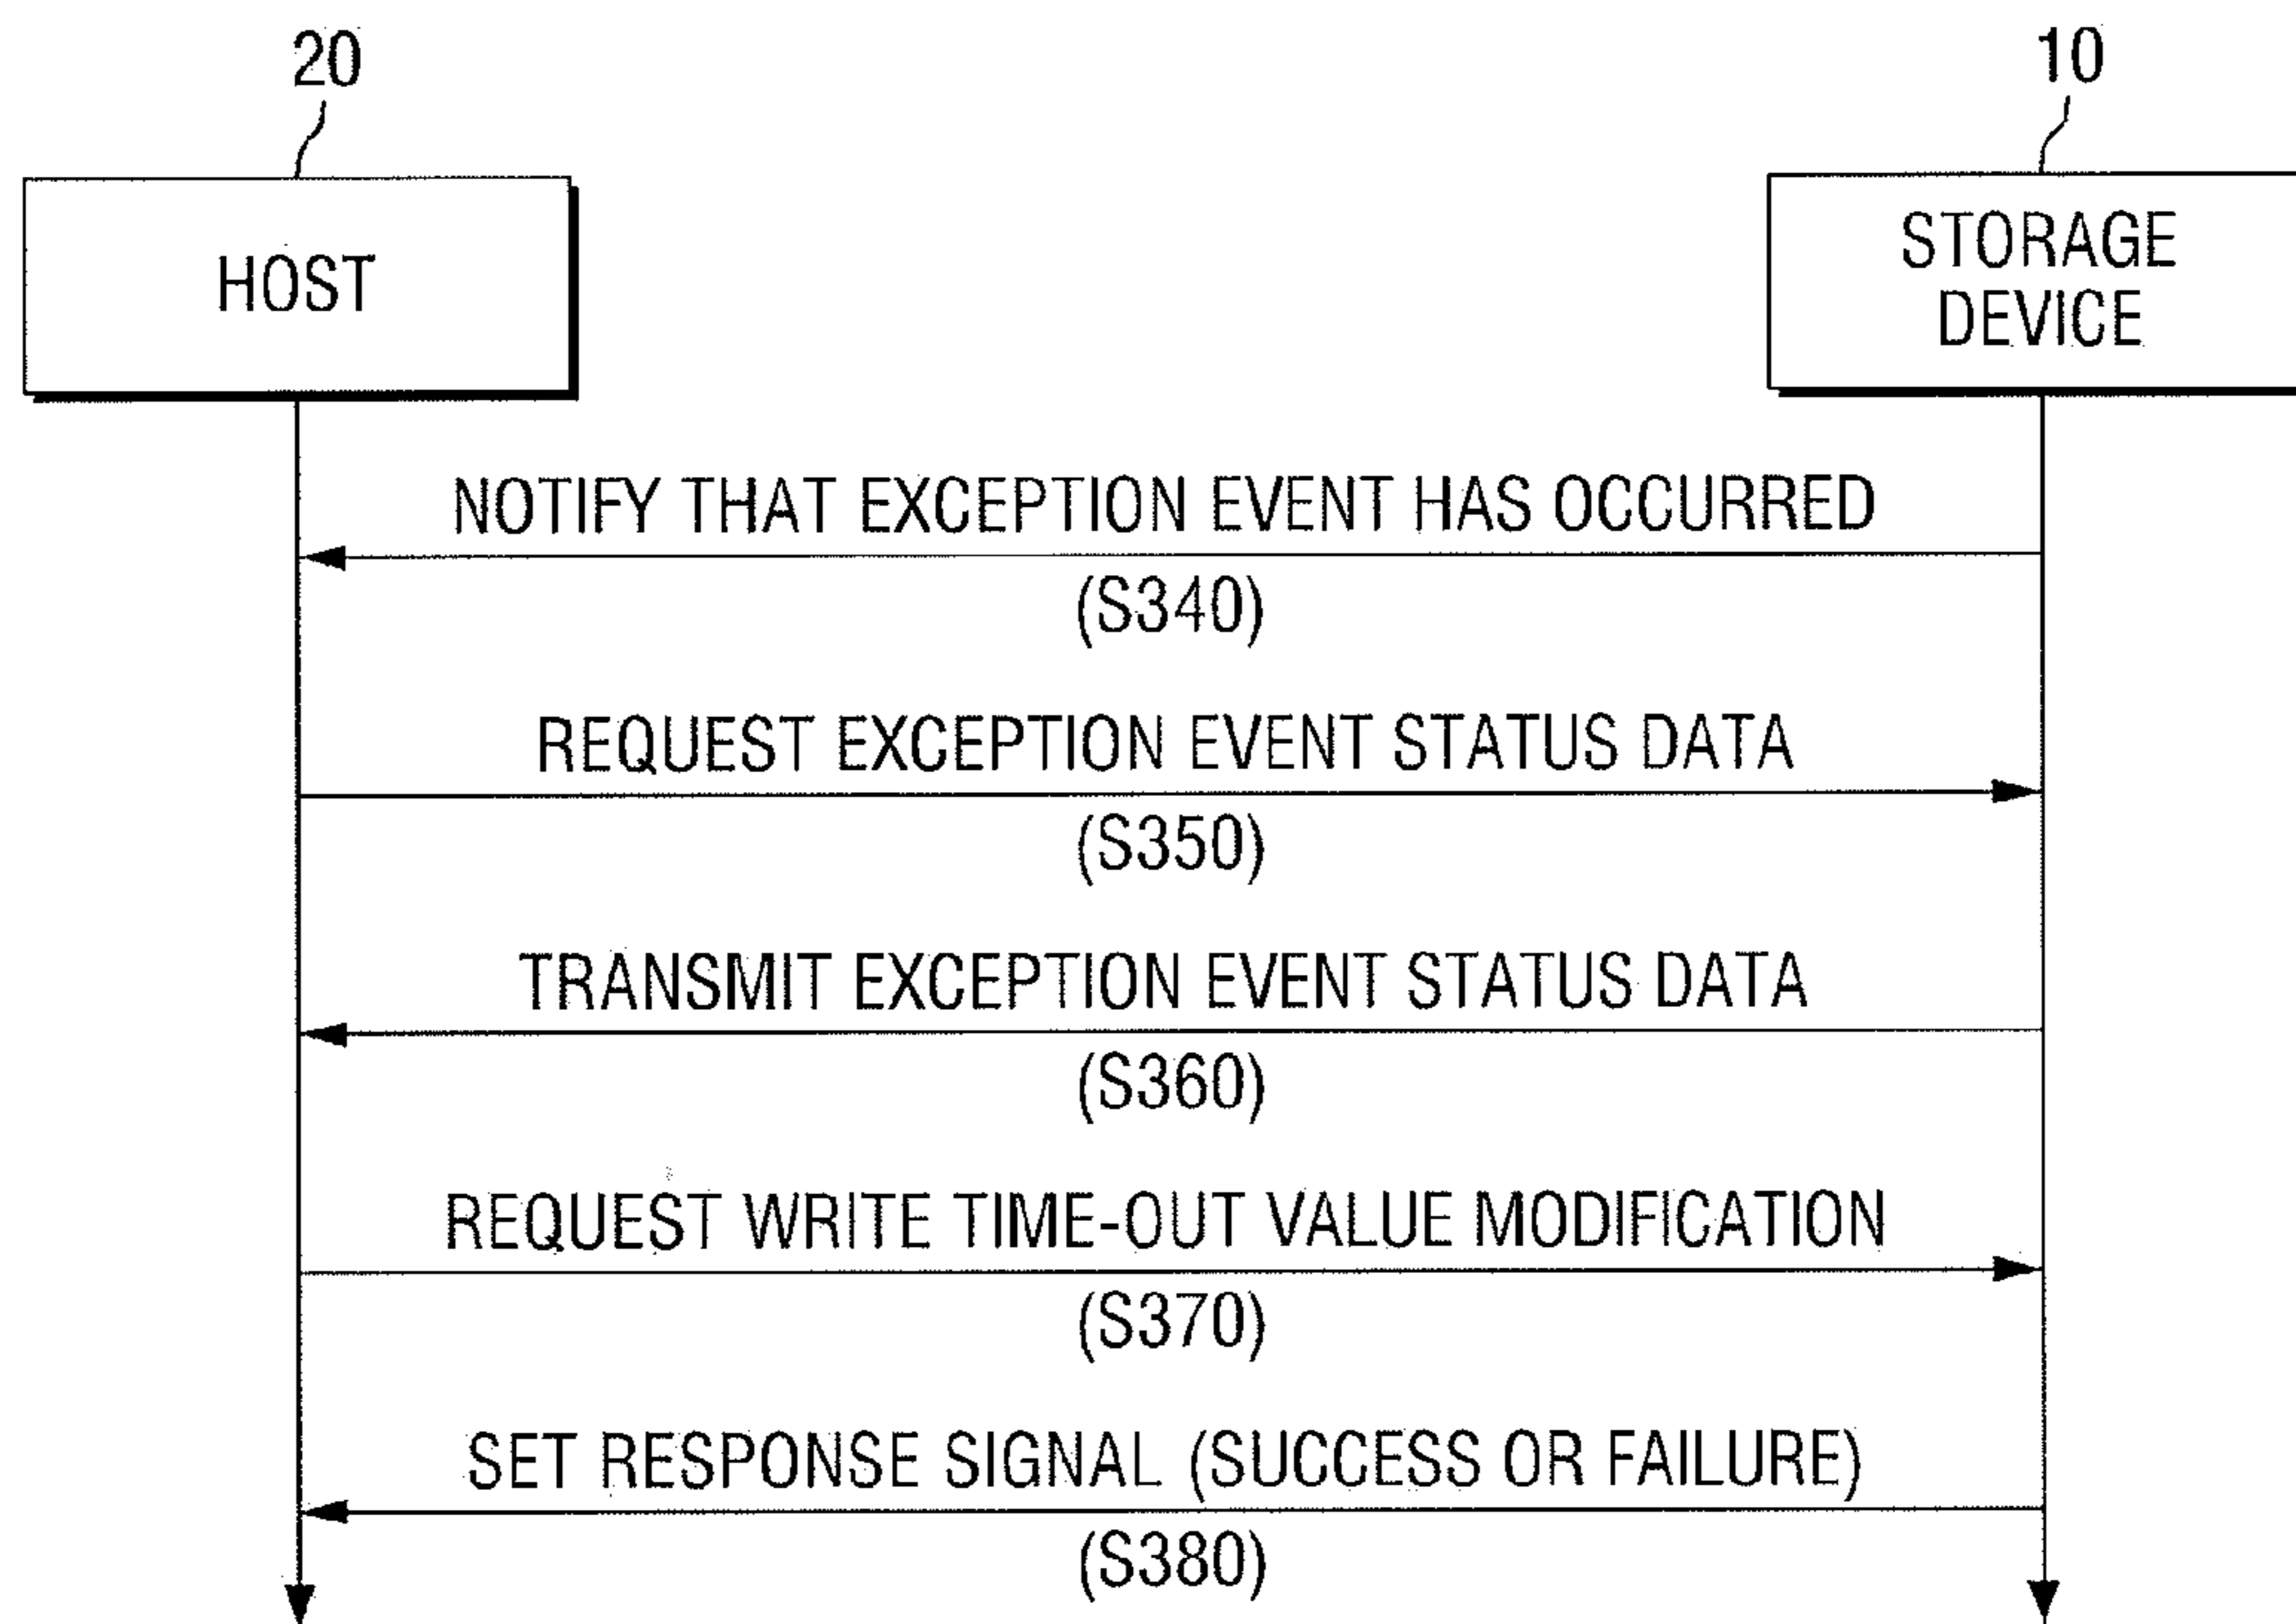 20
10
HOST
STORAGE
DEVICE
NOTIFY THAT EXCEPTION EVENT HAS OCCURRED
(S340)
REQUEST EXCEPTION EVENT STATUS DATA
(S350)
TRANSMIT EXCEPTION EVENT STATUS DATA
(S360)
REQUEST WRITE TIME-OUT VALUE MODIFICATION
(S370)
SET RESPONSE SIGNAL (SUCCESS OR FAILURE)
(S380)